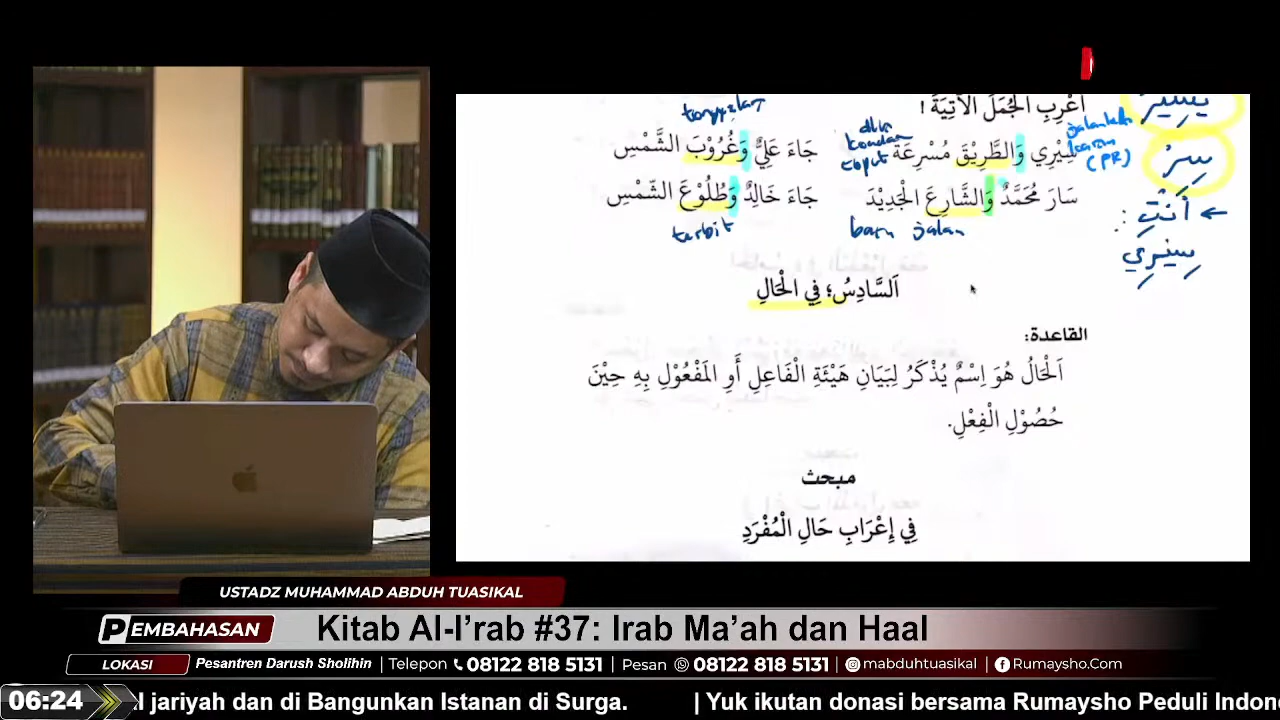 أَعْرِبِ الْجُمَلَ الْآتِيَةَ !
tenggelam
dlm
keadaan
cepat
(PR)
سِيْرِي وَالطَّرِيْقَ مُسْرِعَةً جَاءَ عَلِيٌّ وَغُرُوْبَ الشَّمْسِ
سِرْ
سَارَ مُحَمَّدٌ وَالشَّارِعَ الْجَدِيْدَ جَاءَ خَالِدٌ وَطُلُوْعَ الشَّمْسِ
← أَنْتِ :
terbit
baru jalan
سِيْرِي
اَلسَّادِسُ؛ فِي الْحَالِ
القاعدة:
اَلْحَالُ هُوَ اِسْمٌ يُذْكَرُ لِبَيَانِ هَيْئَةِ الْفَاعِلِ أَوِ الْمَفْعُوْلِ بِهِ حِيْنَ
حُصُوْلِ الْفِعْلِ.
مبحث
فِي إِعْرَابِ حَالِ الْمُفْرَدِ
USTADZ MUHAMMAD ABDUH TUASIKAL
PEMBAHASAN
Kitab Al-I’rab #37: Irab Ma’ah dan Haal
LOKASI Pesantren Darush Sholihin | Telepon 08122 818 5131 | Pesan 08122 818 5131 | mabduhtuasikal | Rumaysho.Com
06:24 jariyah dan di Bangunkan Istanan di Surga. | Yuk ikutan donasi bersama Rumaysho Peduli Indon